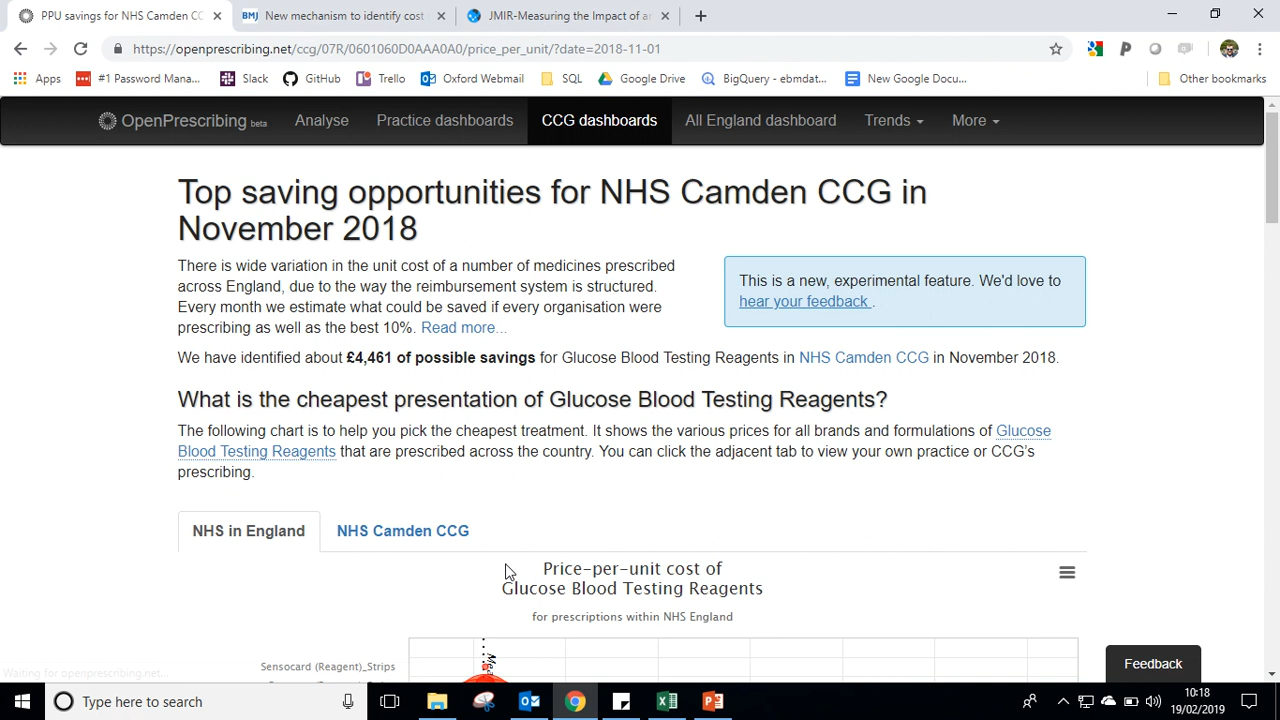 PPU savings for NHS Camden CC
New mechanism to identify cost
JMIR-Measuring the Impact of an
https://openprescribing.net/ccg/07R/0601060D0AAA0A0/price_per_unit/?date=2018-11-01
Apps
#1 Password Mana...
Slack
GitHub
Trello
Oxford Webmail
SQL
Google Drive
BigQuery - ebmdat...
New Google Docu...
Other bookmarks
OpenPrescribing beta
Analyse
Practice dashboards
CCG dashboards
All England dashboard
Trends
More
Top saving opportunities for NHS Camden CCG in
November 2018
There is wide variation in the unit cost of a number of medicines prescribed
across England, due to the way the reimbursement system is structured.
Every month we estimate what could be saved if every organisation were
prescribing as well as the best 10%. Read more...
This is a new, experimental feature. We'd love to
hear your feedback .
We have identified about £4,461 of possible savings for Glucose Blood Testing Reagents in NHS Camden CCG in November 2018.
What is the cheapest presentation of Glucose Blood Testing Reagents?
The following chart is to help you pick the cheapest treatment. It shows the various prices for all brands and formulations of Glucose
Blood Testing Reagents that are prescribed across the country. You can click the adjacent tab to view your own practice or CCG's
prescribing.
NHS in England
NHS Camden CCG
Price-per-unit cost of
Glucose Blood Testing Reagents
for prescriptions within NHS England
Sensocard (Reagent)_Strips
Waiting for openprescribing.net...
Feedback
Type here to search
10:18
19/02/2019